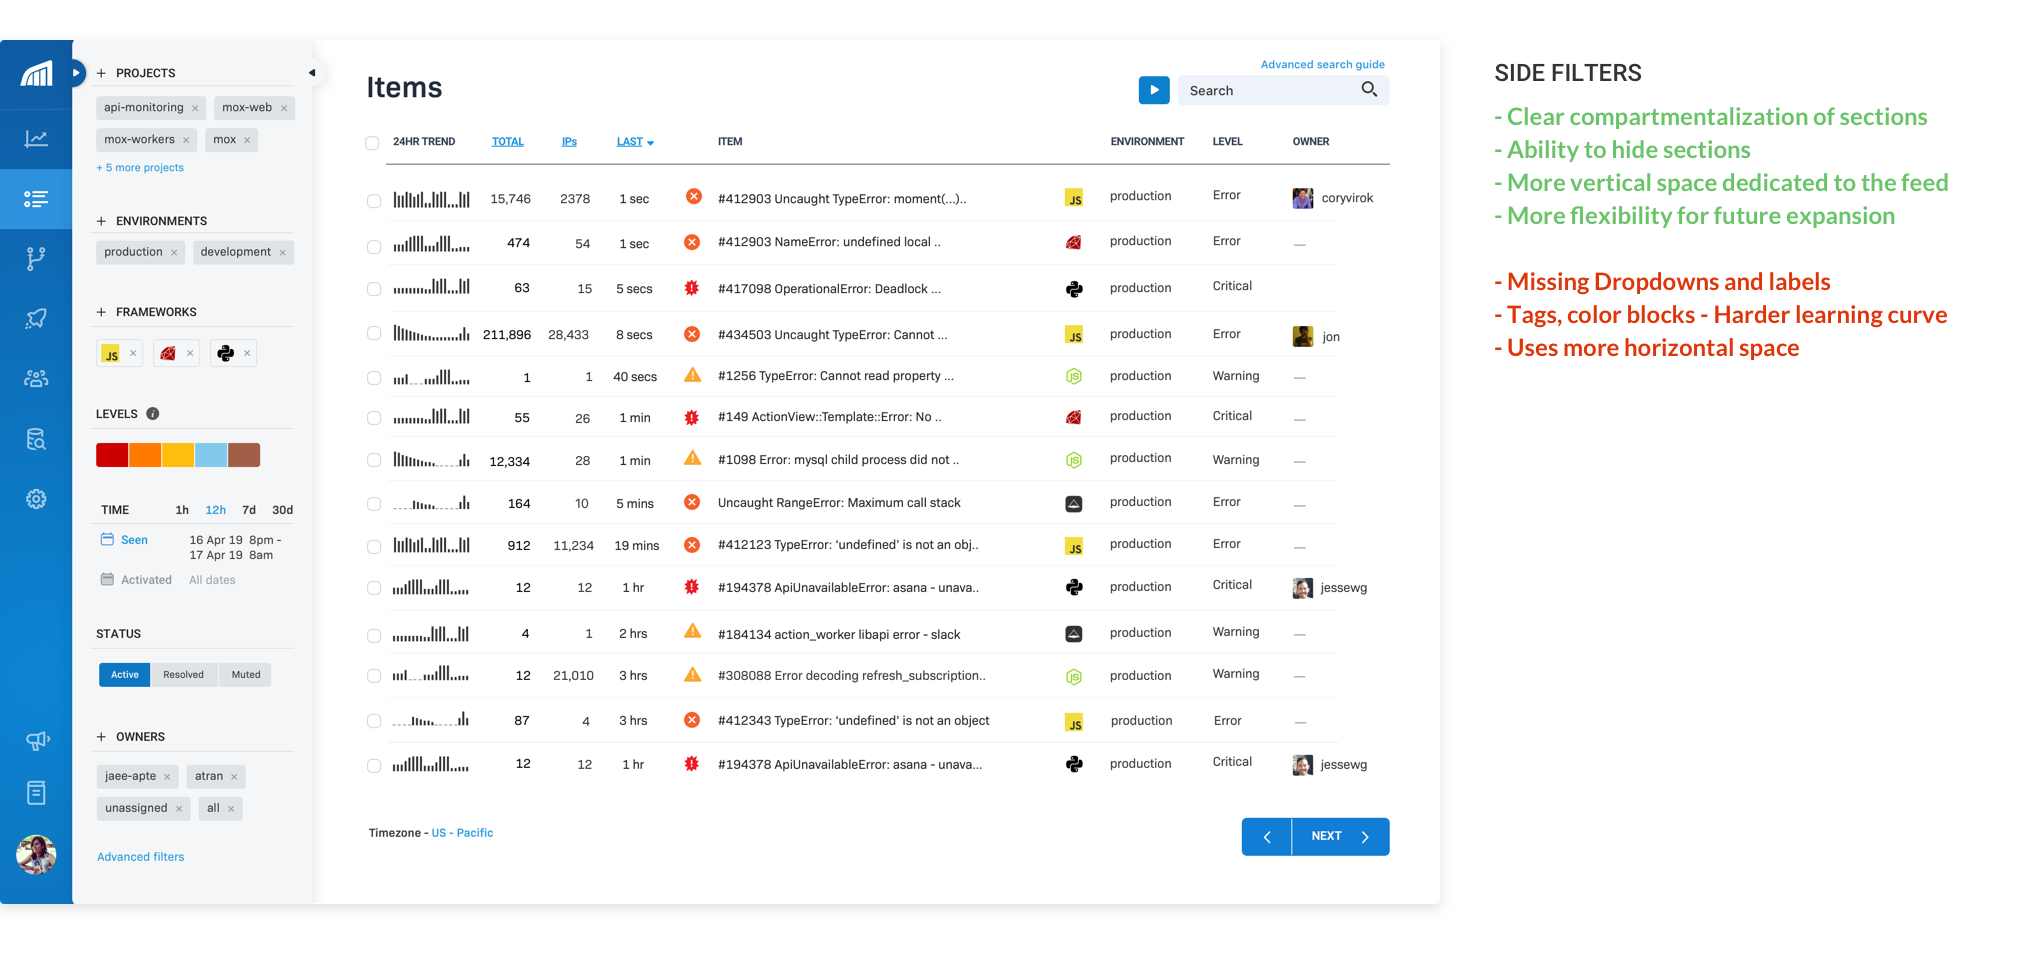 PROJECTS
api-monitoring ×
mox-web ×
mox-workers ×
mox ×
+ 5 more projects
ENVIRONMENTS
production ×
development ×
FRAMEWORKS
JS ×
×
×
LEVELS i
TIME 1h 12h 7d 30d
Seen 16 Apr 19 8pm -
17 Apr 19 8am
Activated All dates
STATUS
Active Resolved Muted
OWNERS
jaee-apte ×
atran ×
unassigned ×
all ×
Advanced filters
Items
Advanced search guide
Search
24HR TREND TOTAL IPs LAST ITEM ENVIRONMENT LEVEL OWNER
15,746 2378 1 sec #412903 Uncaught TypeError: moment(...).. JS production Error coryvirok
474 54 1 sec #412903 NameError: undefined local .. production Error —
63 15 5 secs #417098 OperationalError: Deadlock ... production Critical
211,896 28,433 8 secs #434503 Uncaught TypeError: Cannot ... JS production Error jon
1 1 40 secs #1256 TypeError: Cannot read property ... JS production Warning —
55 26 1 min #149 ActionView::Template::Error: No .. production Critical —
12,334 28 1 min #1098 Error: mysql child process did not .. JS production Warning —
164 10 5 mins Uncaught RangeError: Maximum call stack production Error —
912 11,234 19 mins #412123 TypeError: ‘undefined’ is not an obj.. JS production Error —
12 12 1 hr #194378 ApiUnavailableError: asana - unava.. production Critical jessewg
4 1 2 hrs #184134 action_worker libapi error - slack production Warning —
12 21,010 3 hrs #308088 Error decoding refresh_subscription.. JS production Warning —
87 4 3 hrs #412343 TypeError: ‘undefined’ is not an object JS production Error —
12 12 1 hr #194378 ApiUnavailableError: asana - unava... production Critical jessewg
Timezone - US - Pacific
NEXT
SIDE FILTERS
- Clear compartmentalization of sections
- Ability to hide sections
- More vertical space dedicated to the feed
- More flexibility for future expansion
- Missing Dropdowns and labels
- Tags, color blocks - Harder learning curve
- Uses more horizontal space